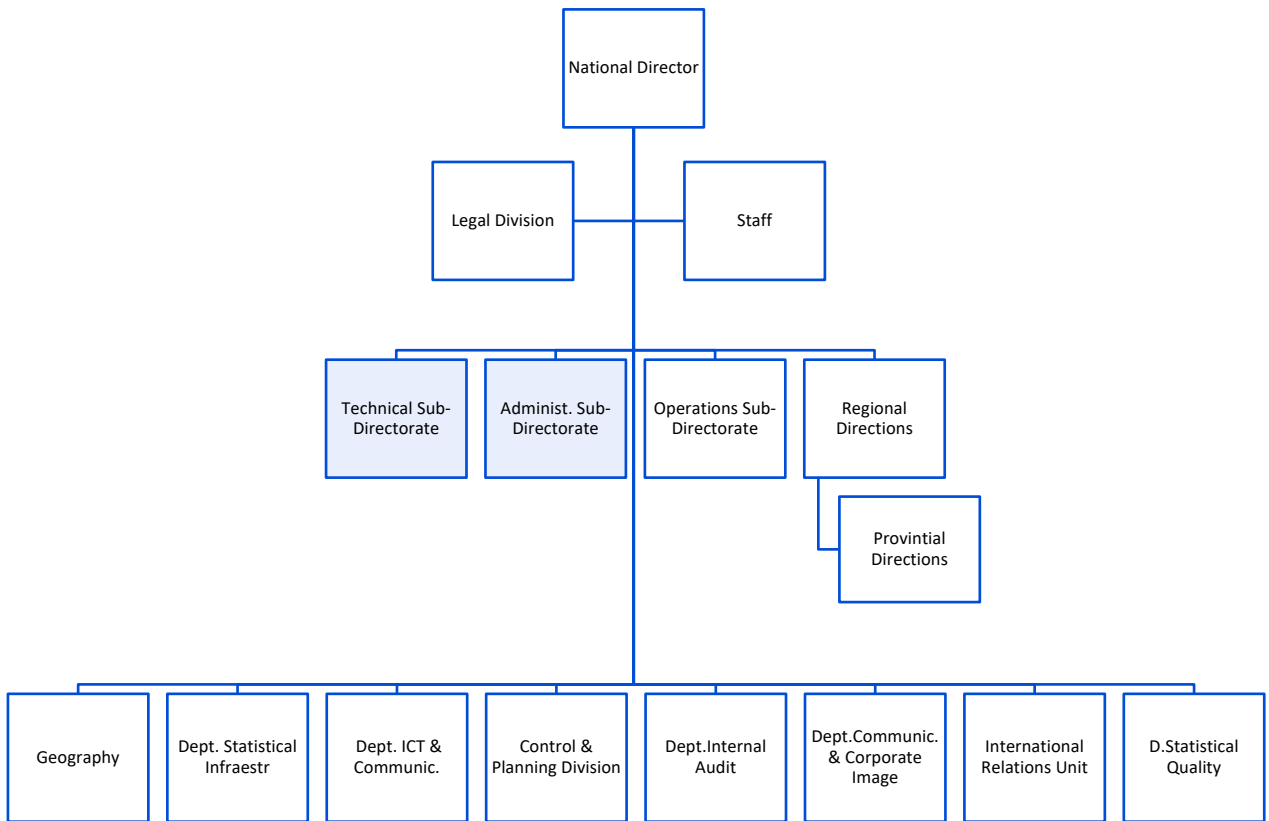 National Director
Legal Division
Staff
Technical Sub-
Directorate
Administ. Sub-
Directorate
Operations Sub-
Directorate
Regional
Directions
Provintial
Directions
Geography
Dept. Statistical
Infraestr
Dept. ICT &
Communic.
Control &
Planning Division
Dept.Internal
Audit
Dept.Communic.
& Corporate
Image
International
Relations Unit
D.Statistical
Quality